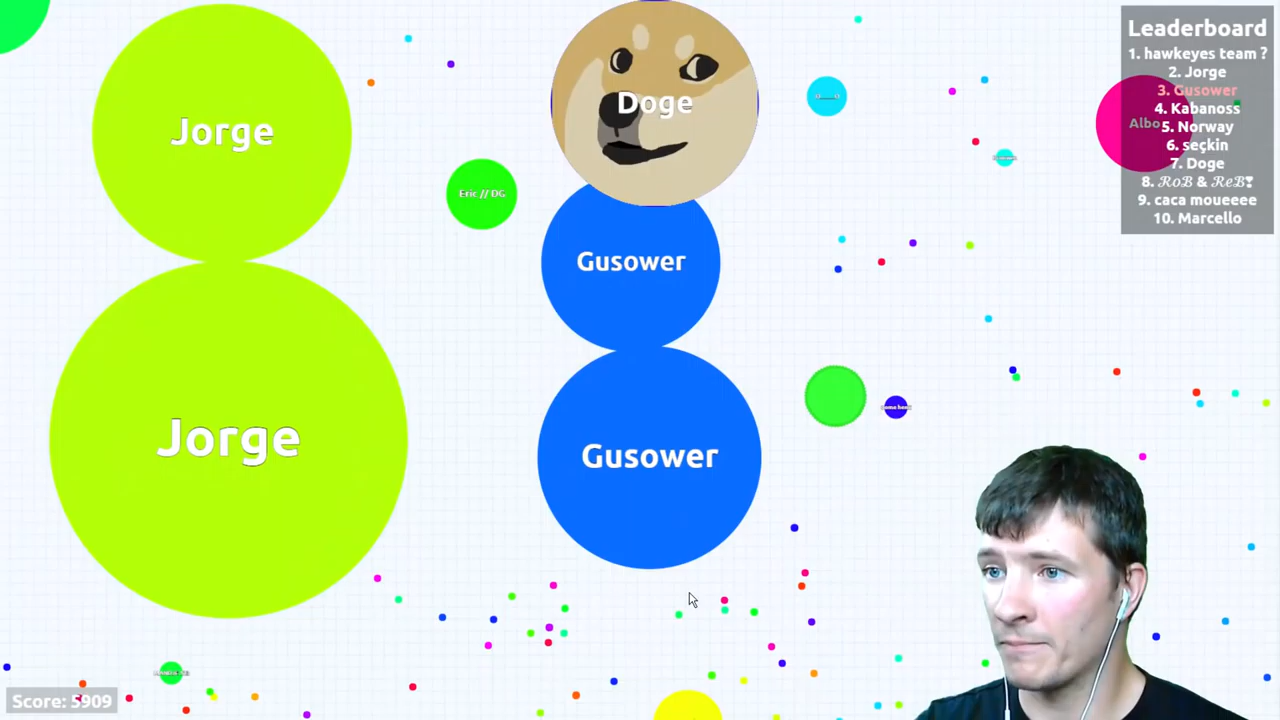 Jorge
Doge
Eric // DG
Gusower
Jorge
Gusower
Albo
Leaderboard
1. hawkeyes team ?
2. Jorge
3. Gusower
4. Kabanoss
5. Norway
6. seçkin
7. Doge
8. 𝓡𝓸𝓑 & 𝓡𝓮𝓑❣
9. caca moueeee
10. Marcello
Score: 5909